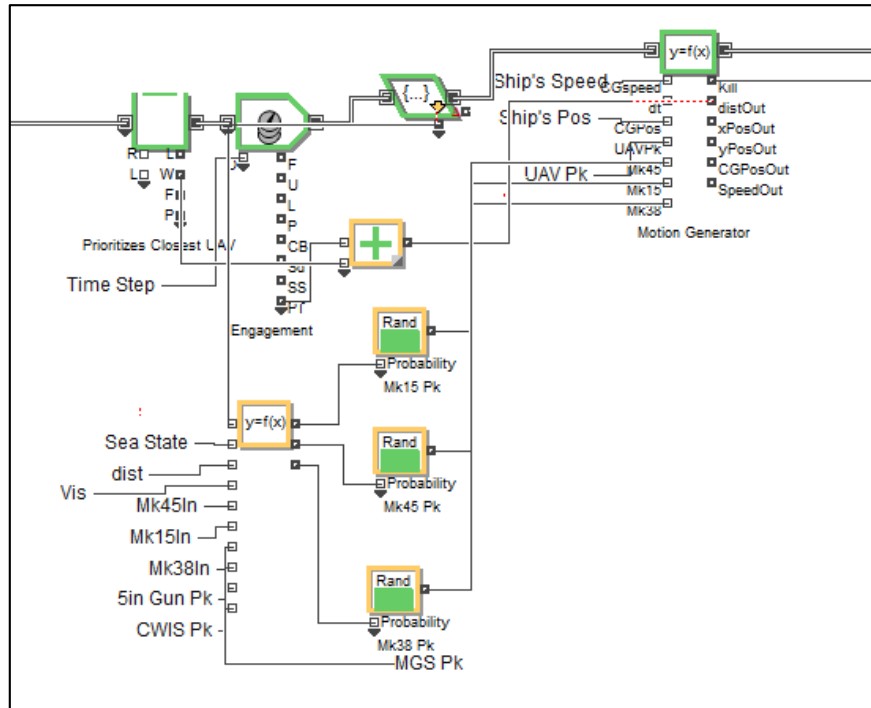 {...}
y=f(x)
Ship's Speed
CGspeed
Kill
dt
distOut
Ship's Pos
CGPos
xPosOut
UAVPk
yPosOut
UAV Pk
Mk45
CGPosOut
Mk15
SpeedOut
Mk38
Motion Generator
R
L
L
W
F
P
Prioritizes Closest UAV
F
U
L
P
CB
Su
SS
PT
Time Step
Engagement
Rand
Probability
Mk15 Pk
y=f(x)
Sea State
dist
Vis
Mk45In
Mk15In
Mk38In
5in Gun Pk
CWIS Pk
MGS Pk
Rand
Probability
Mk45 Pk
Rand
Probability
Mk38 Pk